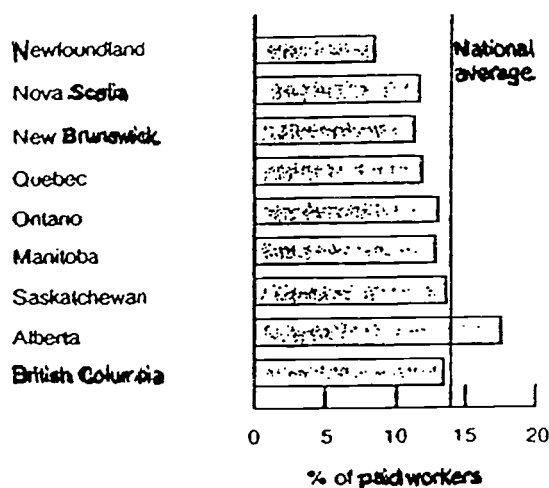 Newfoundland
Nova Scotia
New Brunswick
Quebec
Ontario
Manitoba
Saskatchewan
Alberta
British Columbia
National
average
0 5 10 15 20
% of paid workers